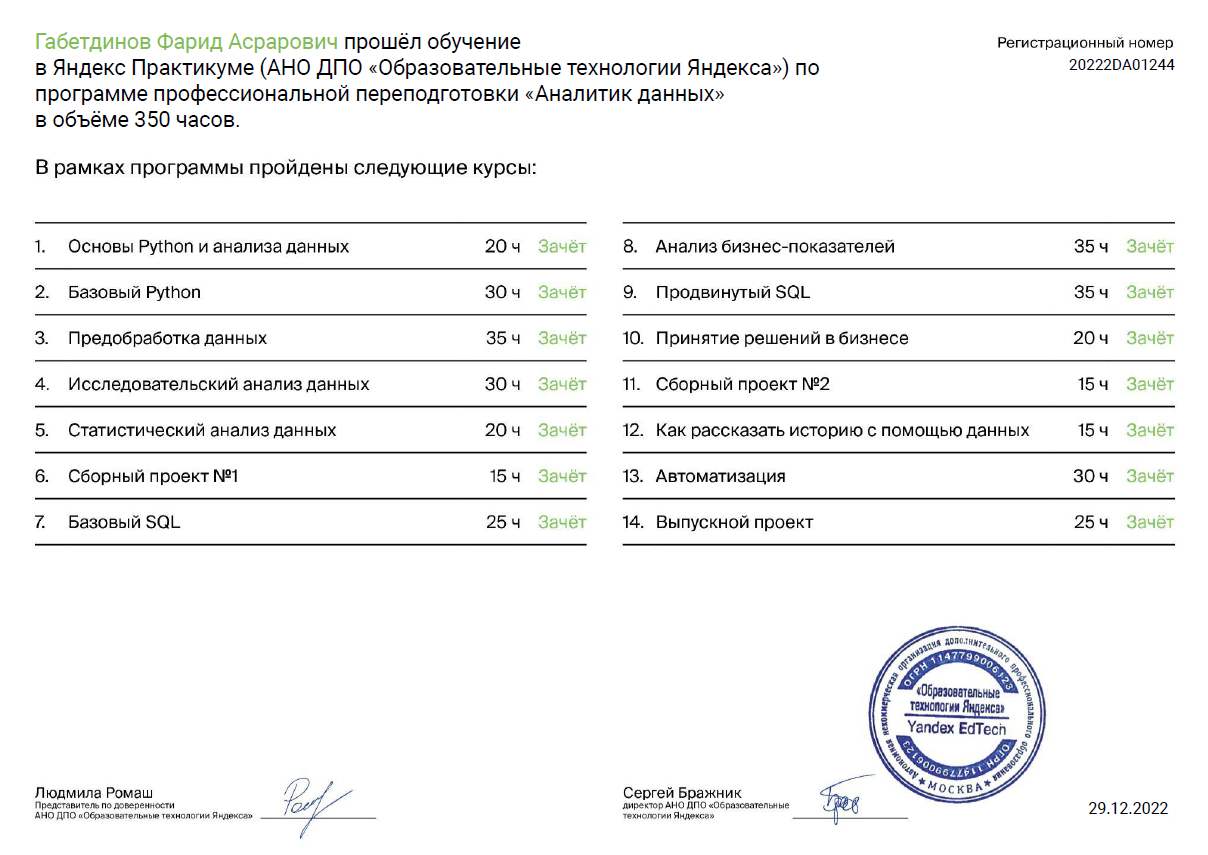 Габетдинов Фарид Асрарович прошёл обучение
в Яндекс Практикуме (АНО ДПО «Образовательные технологии Яндекса») по
программе профессиональной переподготовки «Аналитик данных»
в объёме 350 часов.
Регистрационный номер
20222DA01244
В рамках программы пройдены следующие курсы:
1. Основы Python и анализа данных 20 ч Зачёт
2. Базовый Python 30 ч Зачёт
3. Предобработка данных 35 ч Зачёт
4. Исследовательский анализ данных 30 ч Зачёт
5. Статистический анализ данных 20 ч Зачёт
6. Сборный проект №1 15 ч Зачёт
7. Базовый SQL 25 ч Зачёт
8. Анализ бизнес-показателей 35 ч Зачёт
9. Продвинутый SQL 35 ч Зачёт
10. Принятие решений в бизнесе 20 ч Зачёт
11. Сборный проект №2 15 ч Зачёт
12. Как рассказать историю с помощью данных 15 ч Зачёт
13. Автоматизация 30 ч Зачёт
14. Выпускной проект 25 ч Зачёт
Автономная некоммерческая организация дополнительного профессионального образования
ОГРН 1147799006123
«Образовательные
технологии Яндекса»
Yandex EdTech
ОГРН 1147799006123
★ МОСКВА ★
Людмила Ромаш
Представитель по доверенности
АНО ДПО «Образовательные технологии Яндекса»
Сергей Бражник
директор АНО ДПО «Образовательные
технологии Яндекса»
29.12.2022